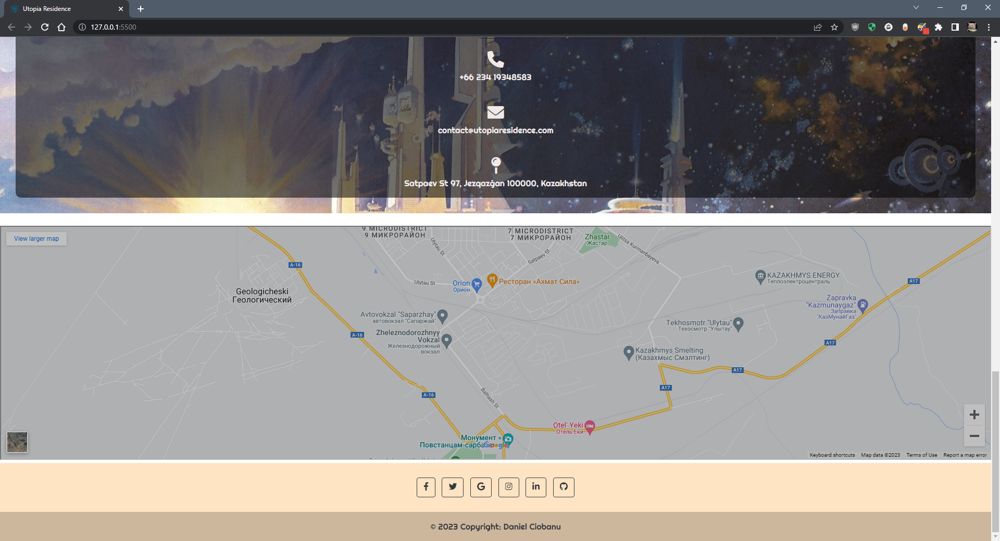 Utopia Residence
127.0.0.1:5500
+66 234 19348583
contact@utopiaresidence.com
Satpaev St 97, Jezqazğan 100000, Kazakhstan
View larger map
9 MICRODISTRICT
9 МИКРОРАЙОН
7 MICRODISTRICT
7 МИКРОРАЙОН
Zhastar
Жастар
Ulytau St
Satpaev St
Ulitsa Kurmanbayeva
A-16
Ulytau St
Orion
Орион
Ресторан «Ахмат Сила»
KAZAKHMYS ENERGY
Теплоэлектроцентраль
A17
Geologicheski
Геологический
Zapravka
"Kazmunaygaz"
Заправка
"КазМунайГаз"
Avtovokzal "Saparzhay"
автовокзал "Сапаржай"
Tekhosmotr "Ulytau"
Техосмотр "Улытау"
A-16
Zheleznodorozhnyy
Vokzal
Железнодорожный
вокзал
A17
Kazakhmys Smelting
(Казахмыс Смэлтинг)
A17
A17
Balhash St
A-16
Otel' Yeki
Отель Еки
Монумент «
Повстанцам-сарба
Google
Keyboard shortcuts
Map data ©2023
Terms of Use
Report a map error
© 2023 Copyright: Daniel Ciobanu